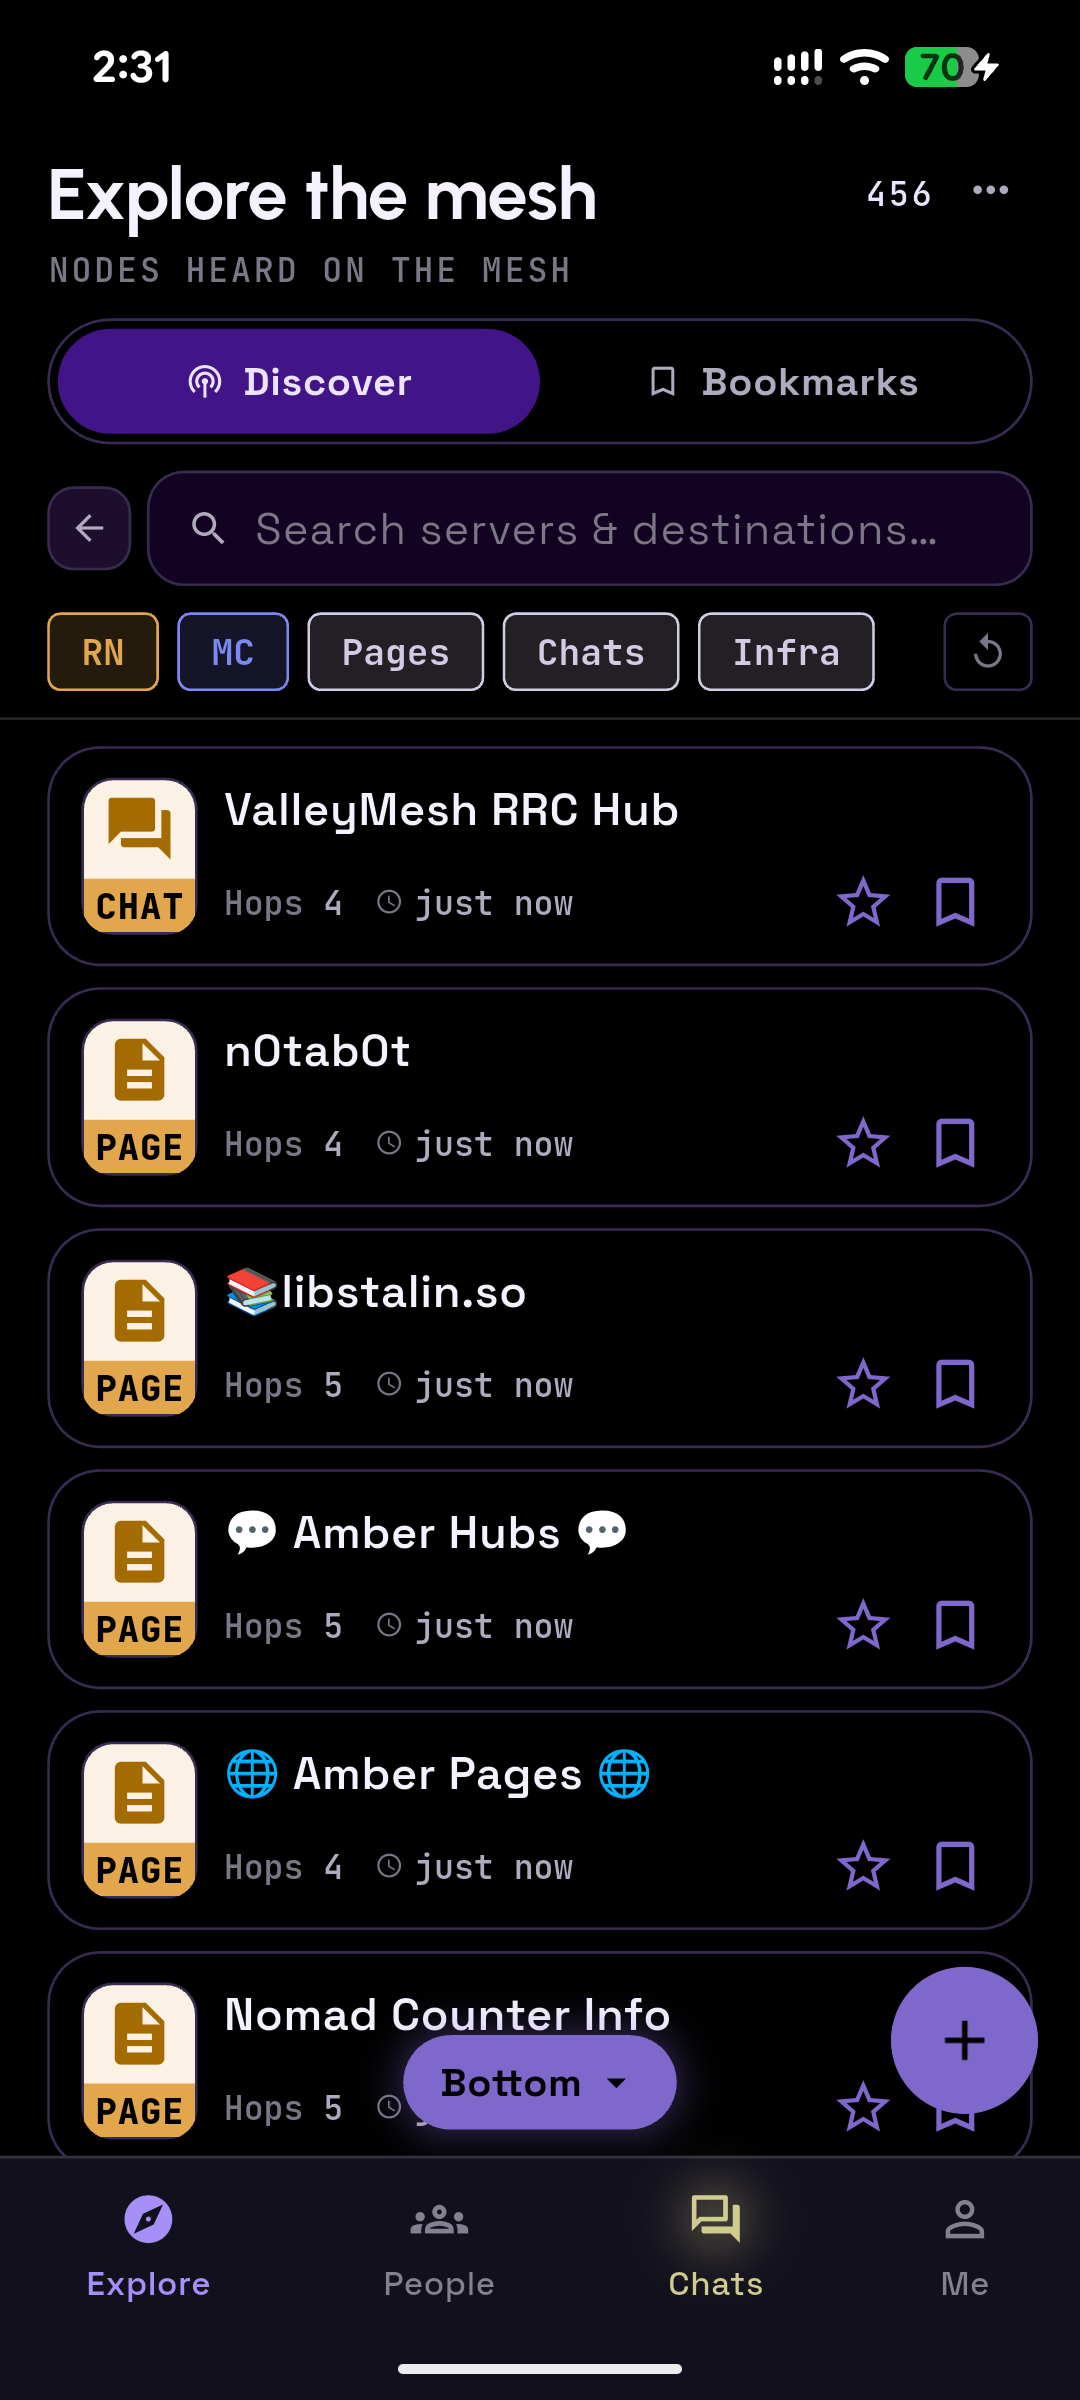 2:31
70
Explore the mesh
456
NODES HEARD ON THE MESH
Discover
Bookmarks
Search servers & destinations…
RN
MC
Pages
Chats
Infra
ValleyMesh RRC Hub
CHAT
Hops 4
just now
n0tab0t
PAGE
Hops 4
just now
📚libstalin.so
PAGE
Hops 5
just now
💬 Amber Hubs 💬
PAGE
Hops 5
just now
🌐 Amber Pages 🌐
PAGE
Hops 4
just now
Nomad Counter Info
PAGE
Hops 5
Bottom
Explore
People
Chats
Me